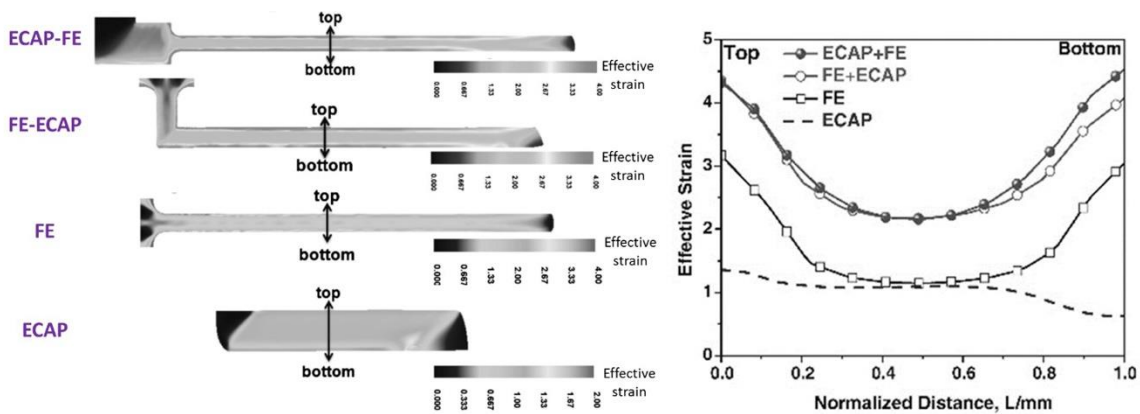 ECAP-FE
top
bottom
Effective
strain
0.000
0.667
1.33
2.00
2.67
3.33
4.00
FE-ECAP
top
bottom
Effective
strain
0.000
0.667
1.33
2.00
2.67
3.33
4.00
FE
top
bottom
Effective
strain
0.000
0.667
1.33
2.00
2.67
3.33
4.00
ECAP
top
bottom
Effective
strain
0.000
0.333
0.667
1.00
1.33
1.67
2.00
Top
Bottom
ECAP+FE
FE+ECAP
FE
ECAP
Effective Strain
5
4
3
2
1
0
0.0 0.2 0.4 0.6 0.8 1.0
Normalized Distance, L/mm